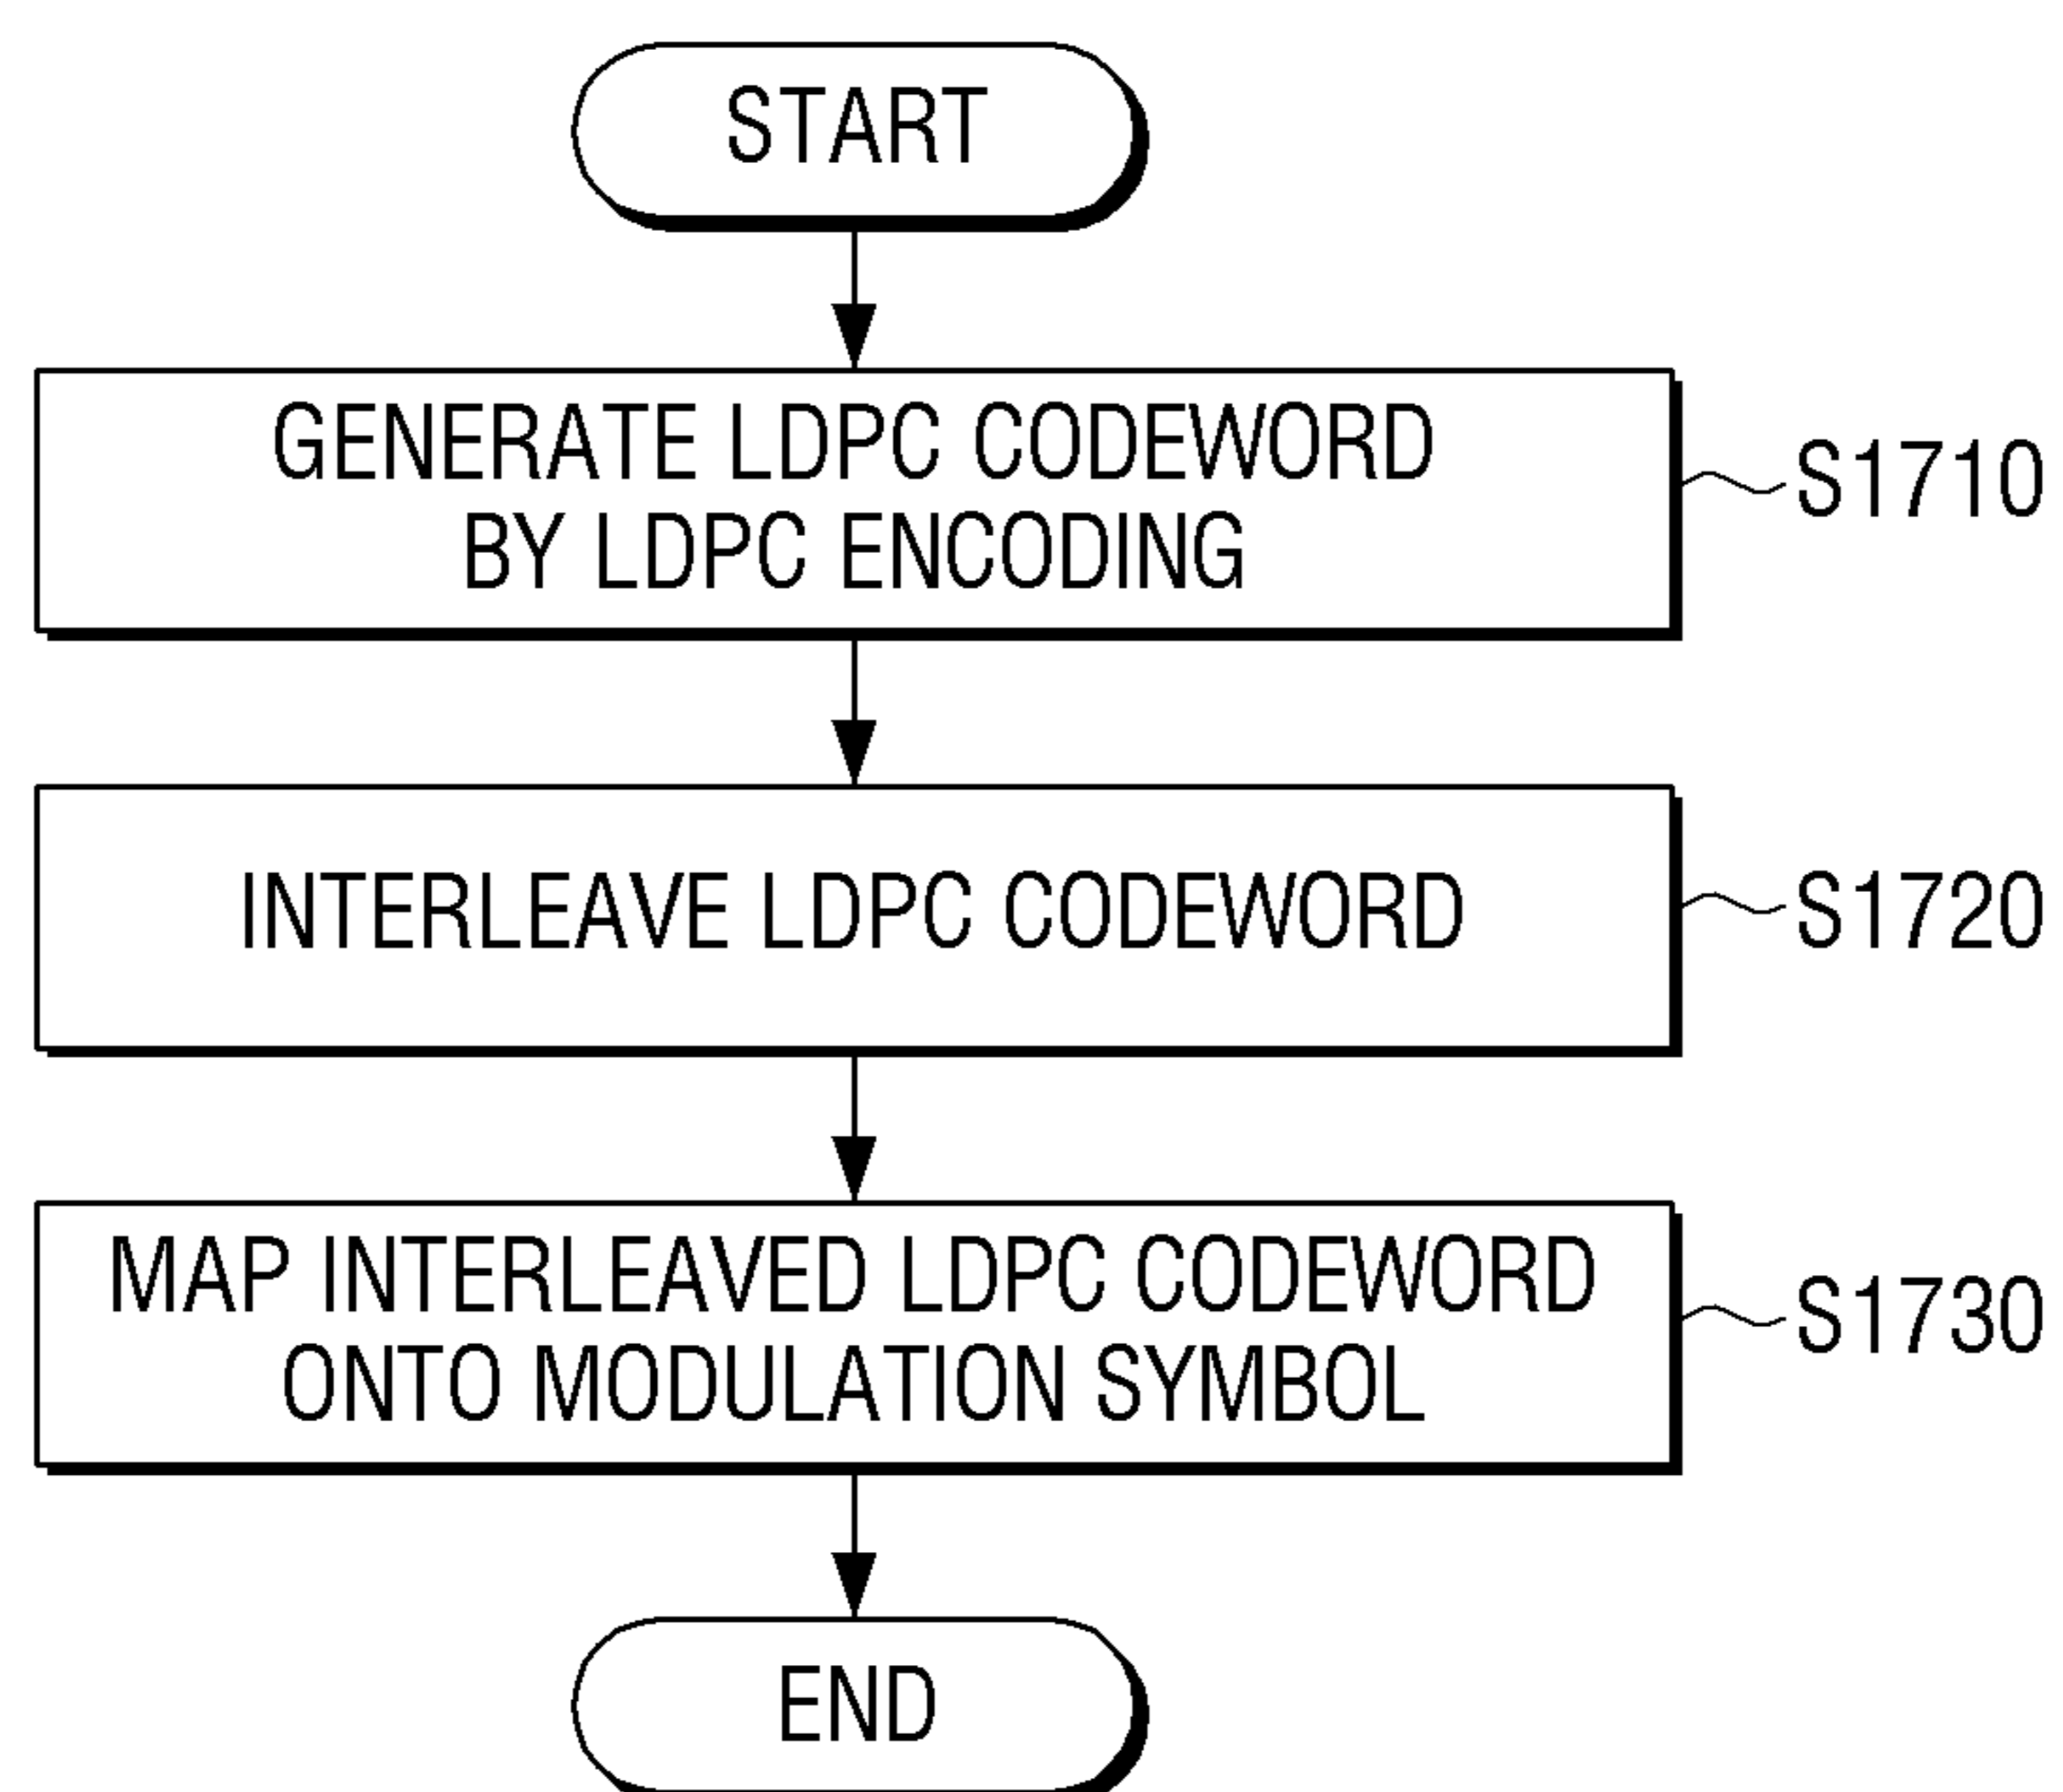 START
GENERATE LDPC CODEWORD
BY LDPC ENCODING
S1710
INTERLEAVE LDPC CODEWORD
S1720
MAP INTERLEAVED LDPC CODEWORD
ONTO MODULATION SYMBOL
S1730
END